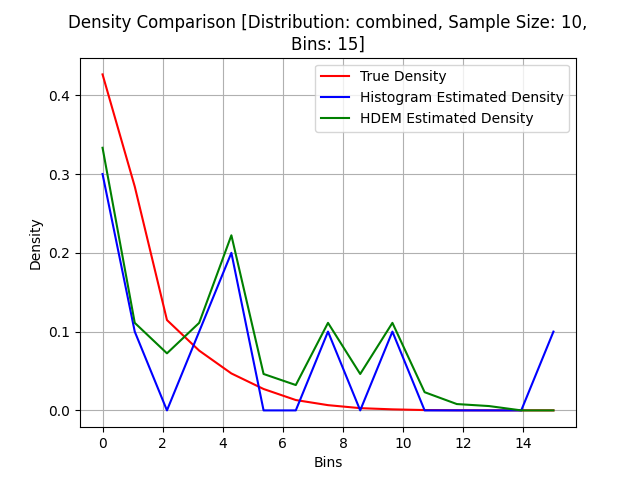 Density Comparison [Distribution: combined, Sample Size: 10,
Bins: 15]
True Density
Histogram Estimated Density
HDEM Estimated Density
Density
0.4
0.3
0.2
0.1
0.0
0 2 4 6 8 10 12 14
Bins